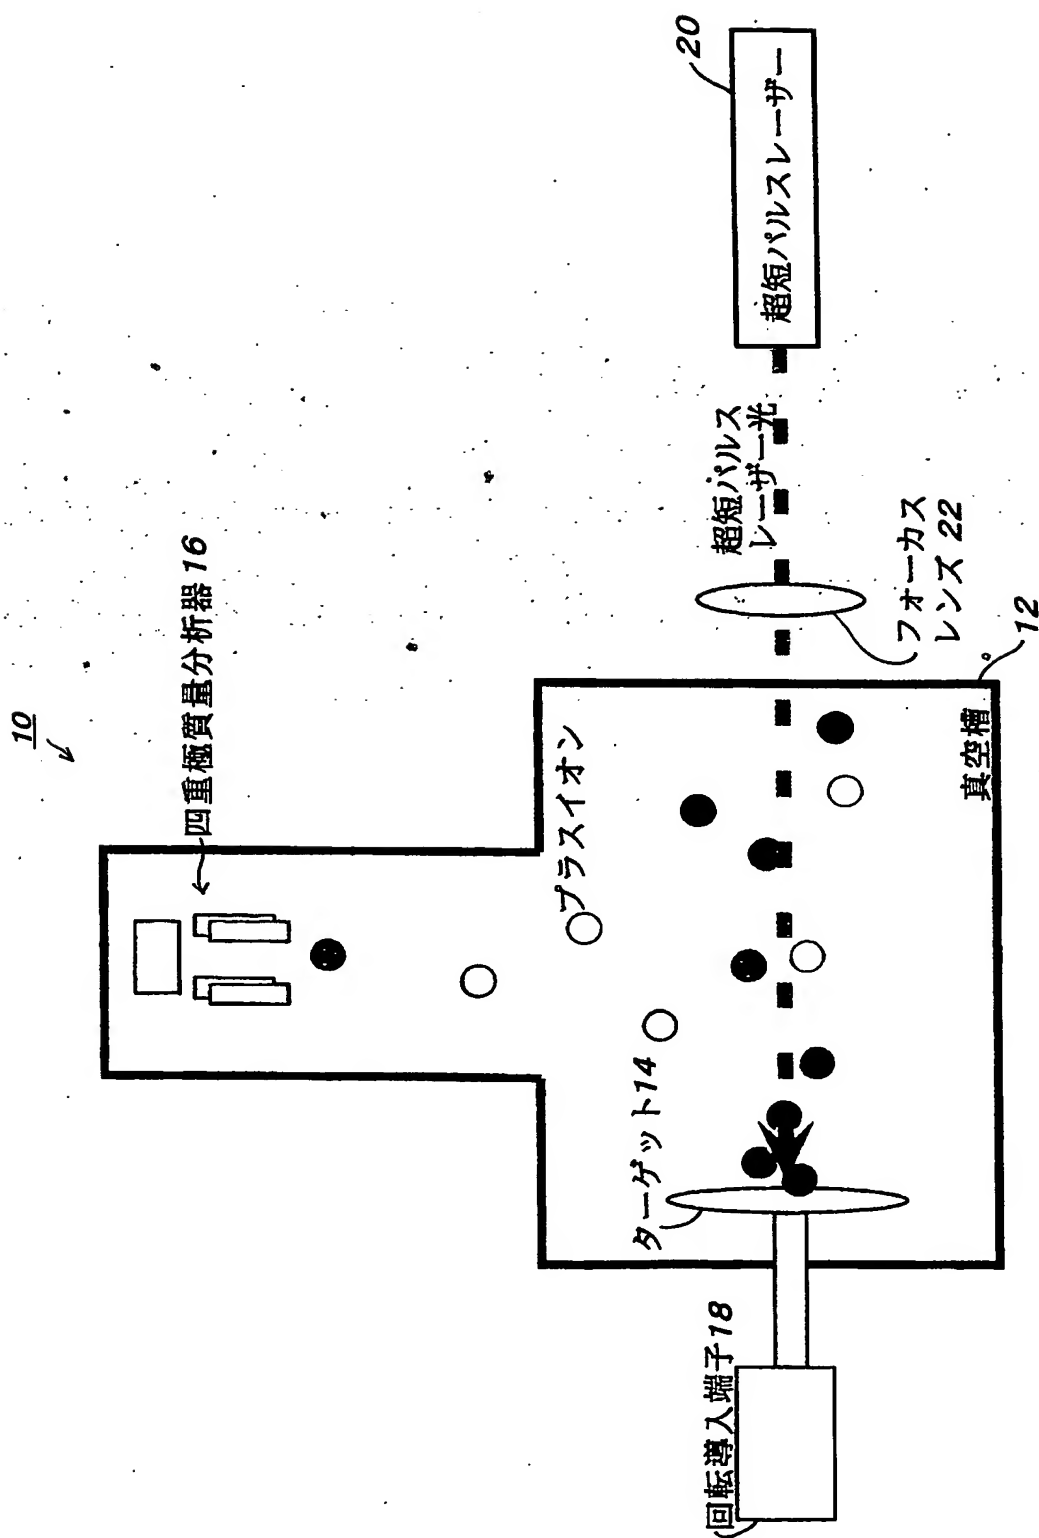 10
四重極質量分析器16
プラスイオン
ターゲット14
回転導入端子18
真空槽
12
フォーカス
レンズ 22
超短パルス
レーザー光
超短パルスレーザー
20